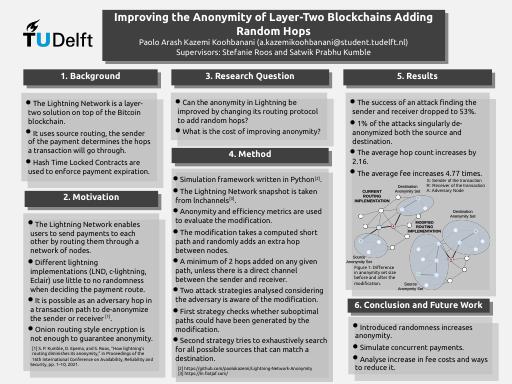 Improving the Anonymity of Layer-Two Blockchains Adding
Random Hops
Paolo Arash Kazemi Koohbanani (a.kazemikoohbanani@student.tudelft.nl)
Supervisors: Stefanie Roos and Satwik Prabhu Kumble
TUDelft
1. Background
● The Lightning Network is a layer-
two solution on top of the Bitcoin
blockchain.
● It uses source routing, the sender
of the payment determines the hops
a transaction will go through.
● Hash Time Locked Contracts are
used to enforce payment expiration.
2. Motivation
● The Lightning Network enables
users to send payments to each
other by routing them through a
network of nodes.
● Different lightning
implementations (LND, c-lightning,
Eclair) use little to no randomness
when deciding the payment route.
● It is possible as an adversary hop in
a transaction path to de-anonymize
the sender or receiver [1].
● Onion routing style encryption is
not enough to guarantee anonymity.
[1] S. P. Kumble, D. Epema, and S. Roos, "How lightning's
routing diminishes its anonymity," in Proceedings of the
16th International Conference on Availability, Reliability and
Security, pp. 1–10, 2021.
3. Research Question
● Can the anonymity in Lightning be
improved by changing its routing protocol
to add random hops?
● What is the cost of improving anonymity?
4. Method
● Simulation framework written in Python[2].
● The Lightning Network snapshot is taken
from lnchannels[3].
● Anonymity and efficiency metrics are used
to evaluate the modification.
● The modification takes a computed short
path and randomly adds an extra hop
between nodes.
● A minimum of 2 hops added on any given
path, unless there is a direct channel
between the sender and receiver.
● Two attack strategies analysed considering
the adversary is aware of the modification.
● First strategy checks whether suboptimal
paths could have been generated by the
modification.
● Second strategy tries to exhaustively search
for all possible sources that can match a
destination.
[2] https://github.com/paolokazemi/Lightning-Network-Anonymity
[3] https://ln.fiatjaf.com/
5. Results
● The success of an attack finding the
sender and receiver dropped to 53%.
● 1% of the attacks singularly de-
anonymized both the source and
destination.
● The average hop count increases by
2.16.
● The average fee increases 4.77 times.
S: Sender of the transaction
R: Receiver of the transaction
A: Adversary Node
CURRENT
ROUTING
IMPLEMENTATION
Destination
Anonymity Set
Destination
Anonymity Set
MODIFIED
ROUTING
IMPLEMENTATION
Source
Anonymity Set
Figure 1: Difference
in anonymity set size
before and after the
modification.
Source
Anonymity Set
6. Conclusion and Future Work
● Introduced randomness increases
anonymity.
● Simulate concurrent payments.
● Analyse increase in fee costs and ways
to reduce it.